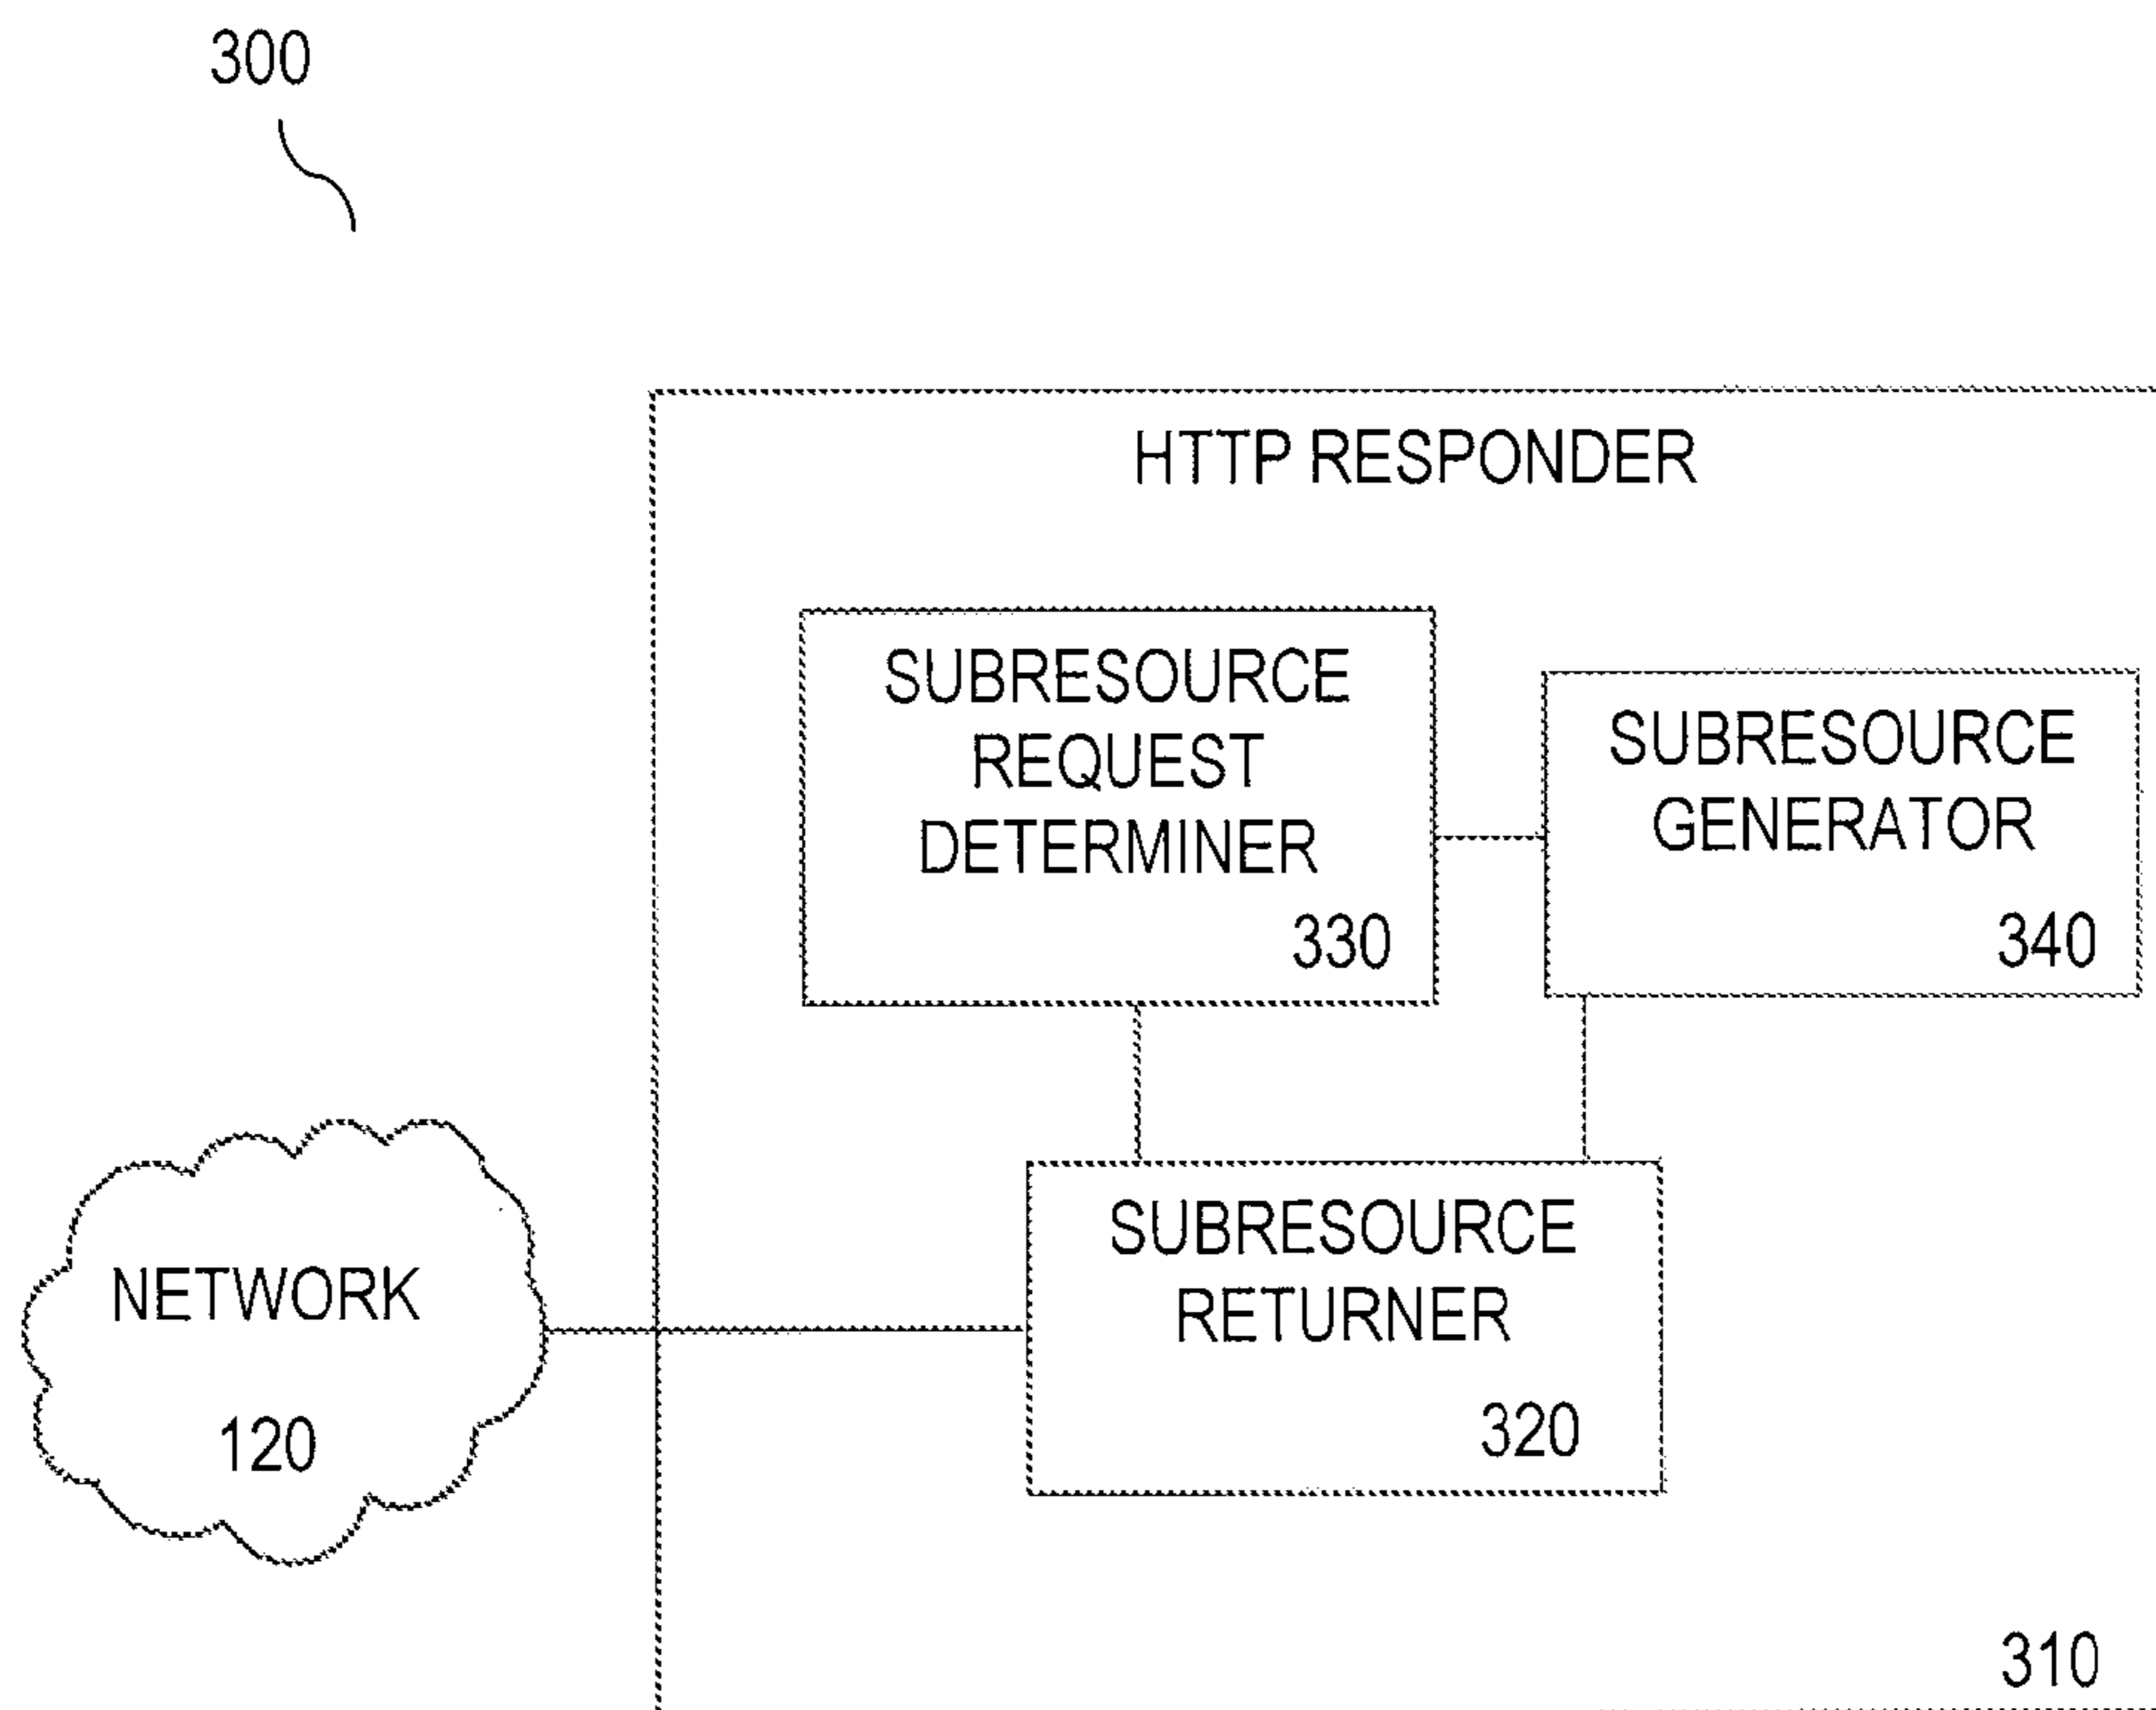 300
HTTP RESPONDER
SUBRESOURCE
REQUEST
DETERMINER
330
SUBRESOURCE
GENERATOR
340
NETWORK
120
SUBRESOURCE
RETURNER
320
310